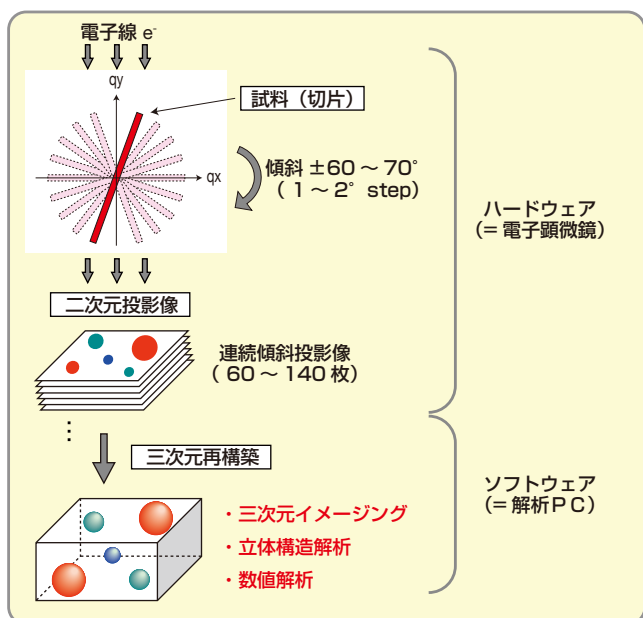 電子線 e-
qy
試料（切片）
qx
傾斜 ±60 ～ 70°
（ 1 ～ 2° step）
ハードウェア
（= 電子顕微鏡）
二次元投影像
連続傾斜投影像
（ 60 ～ 140 枚）
⋮
三次元再構築
ソフトウェア
（= 解析ＰＣ）
・三次元イメージング
・立体構造解析
・数値解析